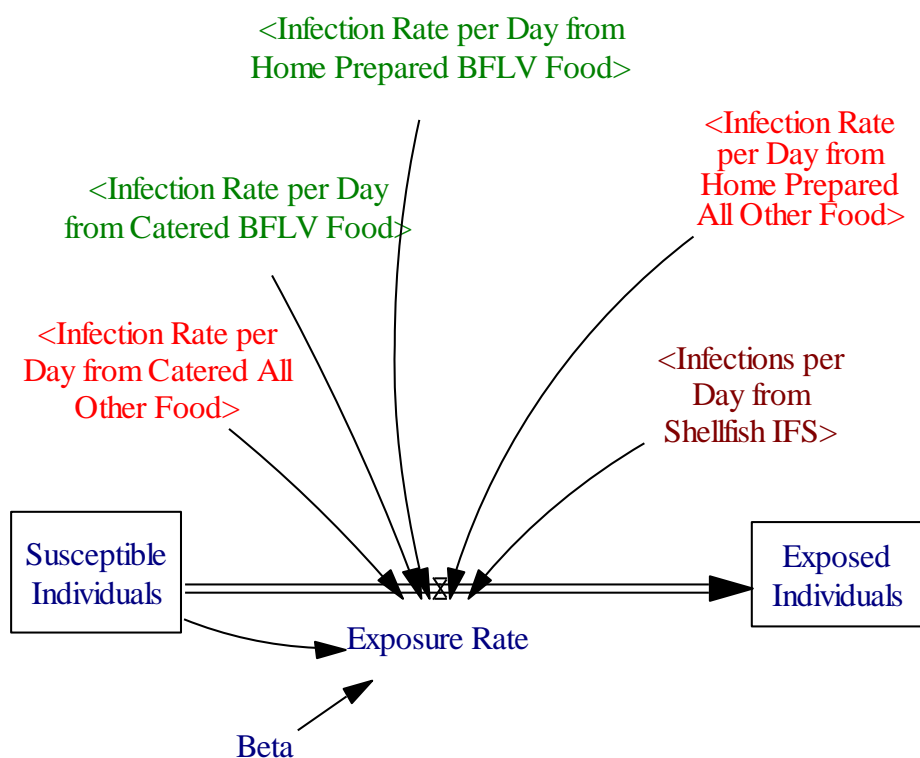 <Infection Rate per Day from
Home Prepared BFLV Food>
<Infection Rate
per Day from
Home Prepared
All Other Food>
<Infection Rate per Day
from Catered BFLV Food>
<Infection Rate per
Day from Catered All
Other Food>
<Infections per
Day from
Shellfish IFS>
Susceptible
Individuals
Exposed
Individuals
Exposure Rate
Beta